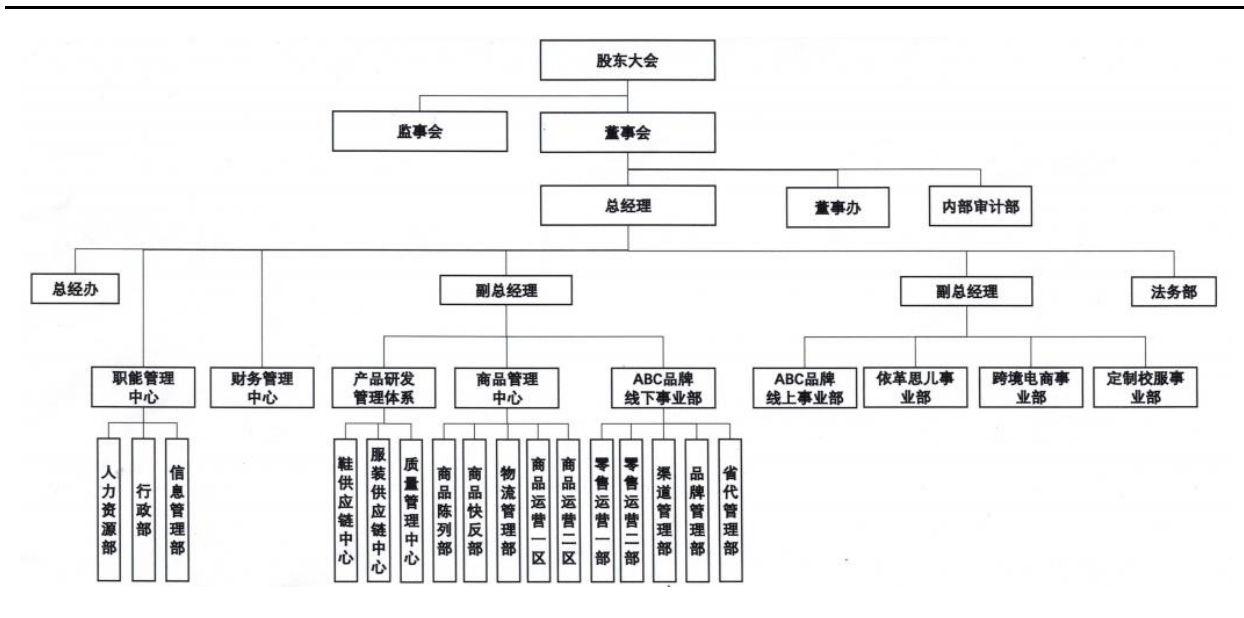 股东大会
监事会
董事会
总经理
董事办
内部审计部
总经办
副总经理
副总经理
法务部
职能管理
中心
财务管理
中心
产品研发
管理体系
商品管理
中心
ABC品牌
线下事业部
ABC品牌
线上事业部
依革思儿事
业部
跨境电商事
业部
定制校服事
业部
人力资源部
行政部
信息管理部
鞋供应链中心
服装供应链中心
质量管理中心
商品陈列部
商品快反部
物流管理部
商品运营一区
商品运营二区
零售运营一部
零售运营二部
渠道管理部
品牌管理部
省代管理部